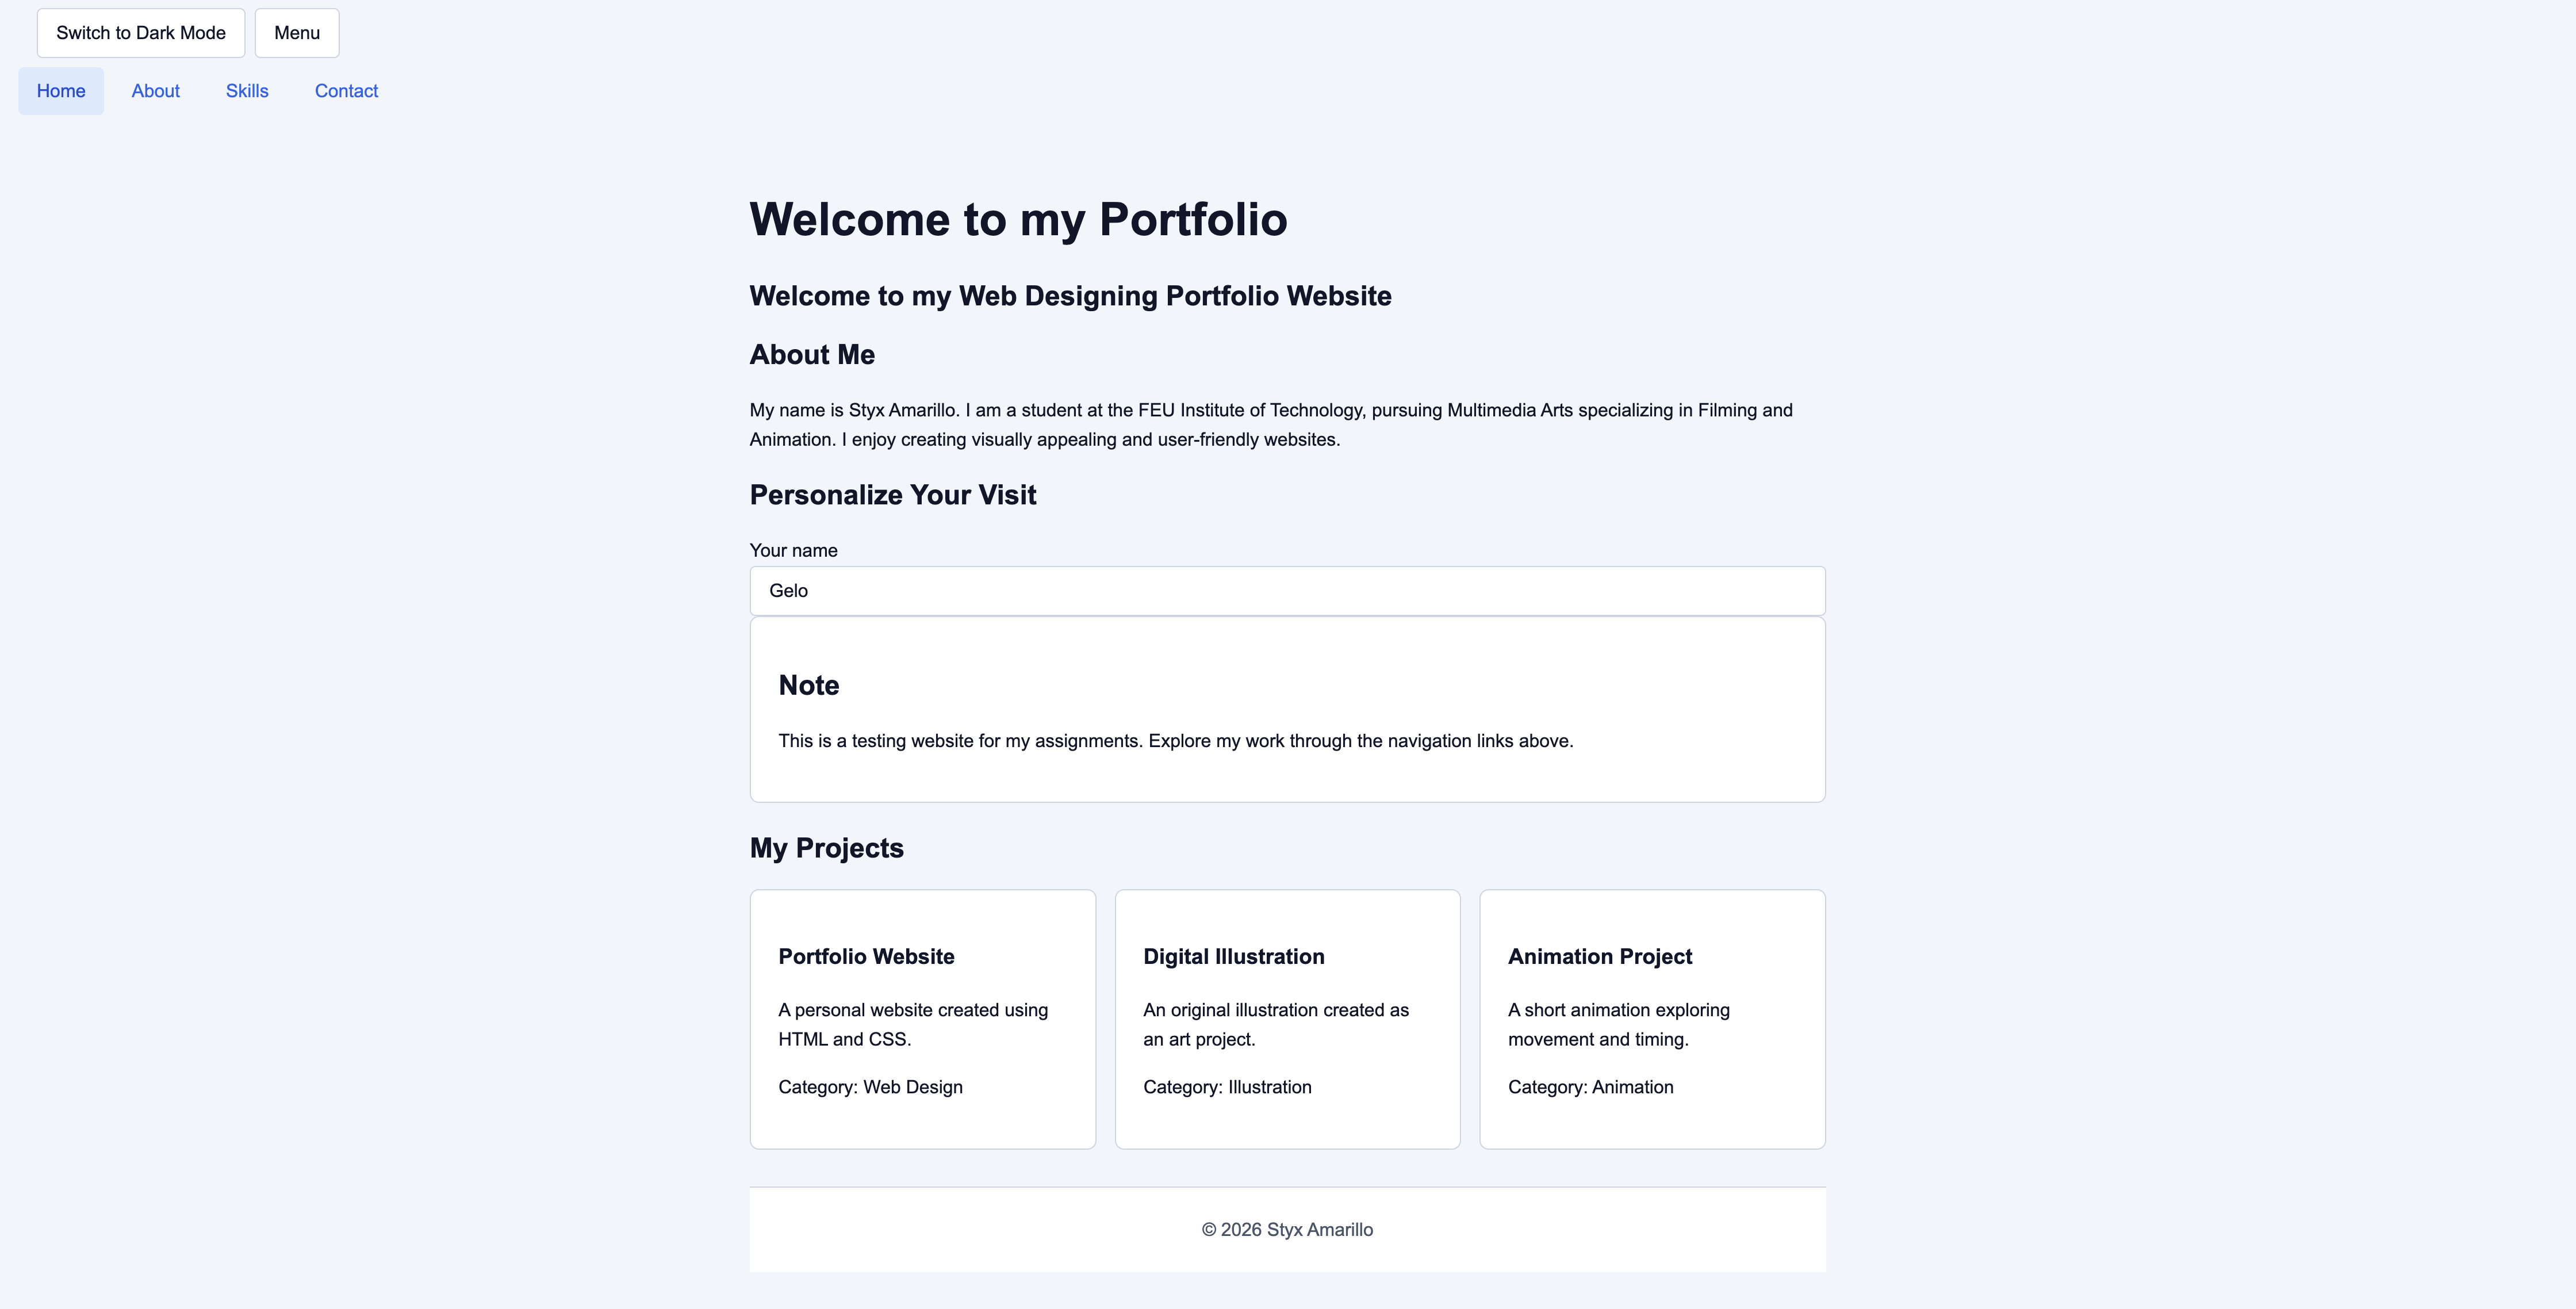 Switch to Dark Mode
Menu
Home
About
Skills
Contact
Welcome to my Portfolio
Welcome to my Web Designing Portfolio Website
About Me
My name is Styx Amarillo. I am a student at the FEU Institute of Technology, pursuing Multimedia Arts specializing in Filming and
Animation. I enjoy creating visually appealing and user-friendly websites.
Personalize Your Visit
Your name
Gelo
Note
This is a testing website for my assignments. Explore my work through the navigation links above.
My Projects
Portfolio Website
A personal website created using
HTML and CSS.
Category: Web Design
Digital Illustration
An original illustration created as
an art project.
Category: Illustration
Animation Project
A short animation exploring
movement and timing.
Category: Animation
© 2026 Styx Amarillo